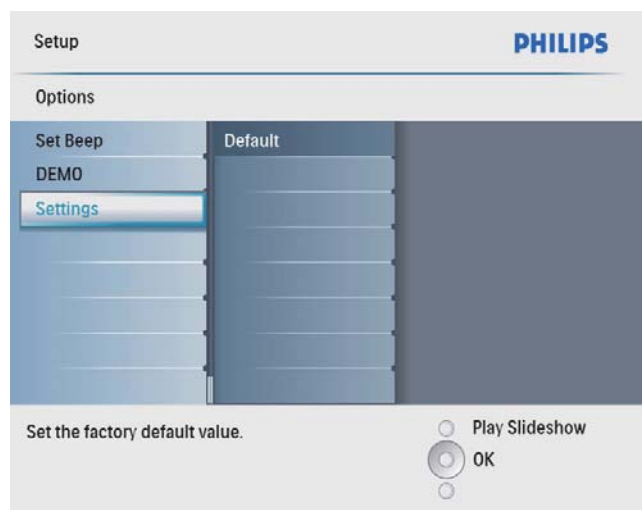 Setup
PHILIPS
Options
Set Beep
Default
DEMO
Settings
Set the factory default value.
Play Slideshow
OK